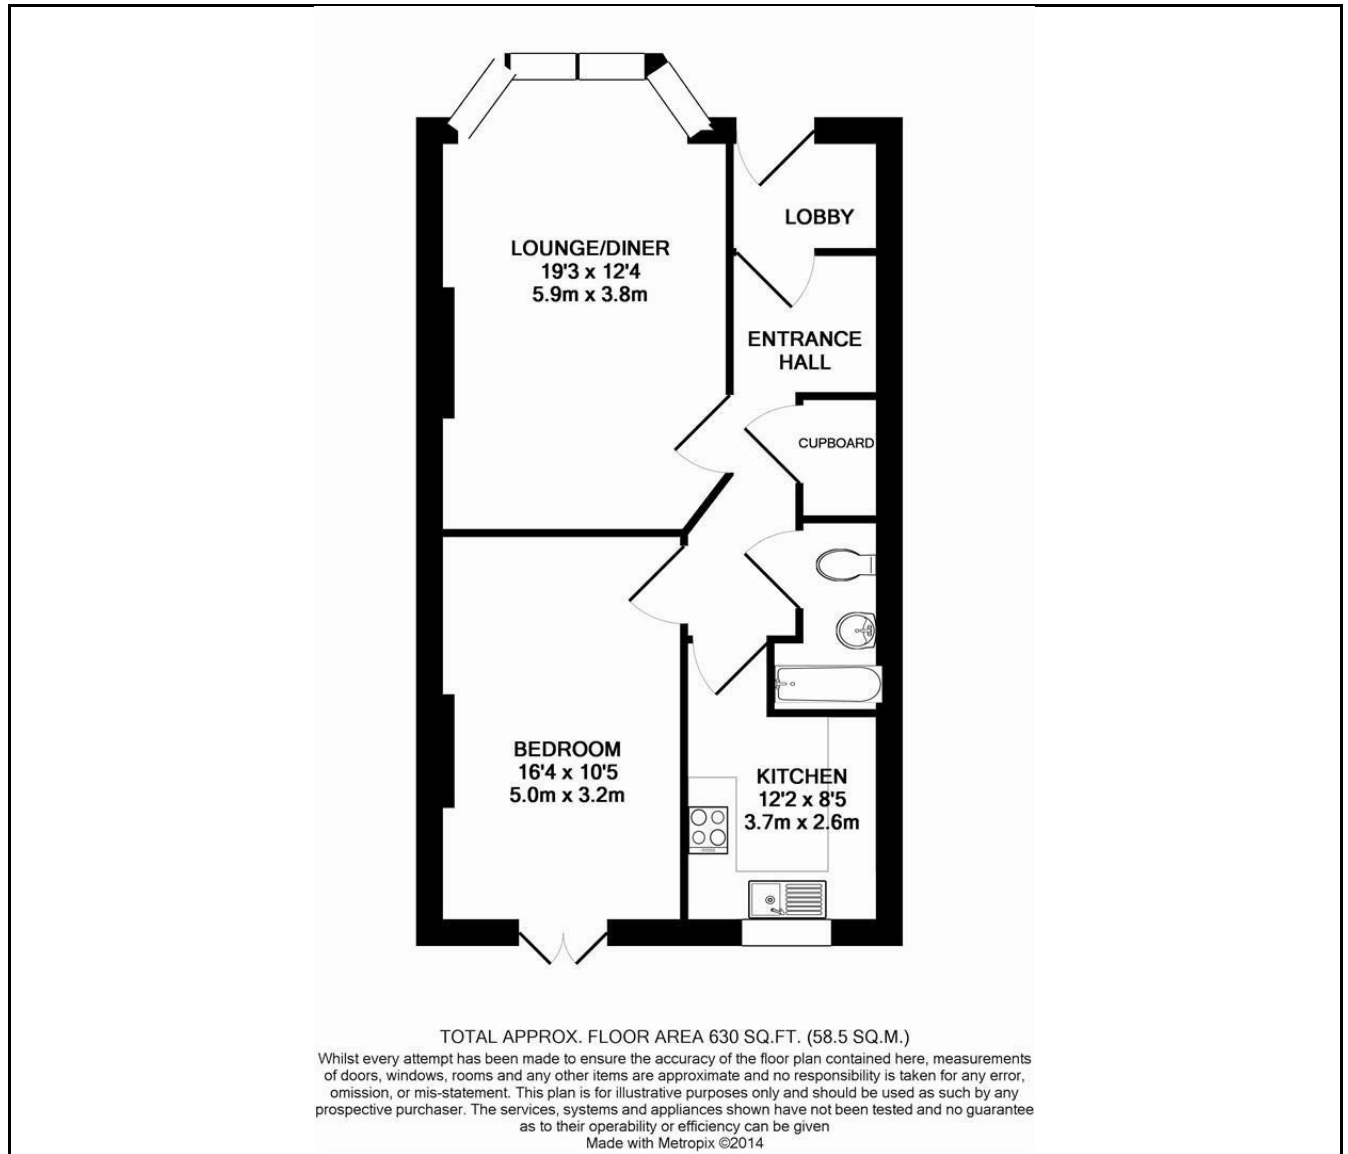 LOBBY
LOUNGE/DINER
19'3 x 12'4
5.9m x 3.8m
ENTRANCE
HALL
CUPBOARD
BEDROOM
16'4 x 10'5
5.0m x 3.2m
KITCHEN
12'2 x 8'5
3.7m x 2.6m
TOTAL APPROX. FLOOR AREA 630 SQ.FT. (58.5 SQ.M.)
Whilst every attempt has been made to ensure the accuracy of the floor plan contained here, measurements
of doors, windows, rooms and any other items are approximate and no responsibility is taken for any error,
omission, or mis-statement. This plan is for illustrative purposes only and should be used as such by any
prospective purchaser. The services, systems and appliances shown have not been tested and no guarantee
as to their operability or efficiency can be given
Made with Metropix ©2014